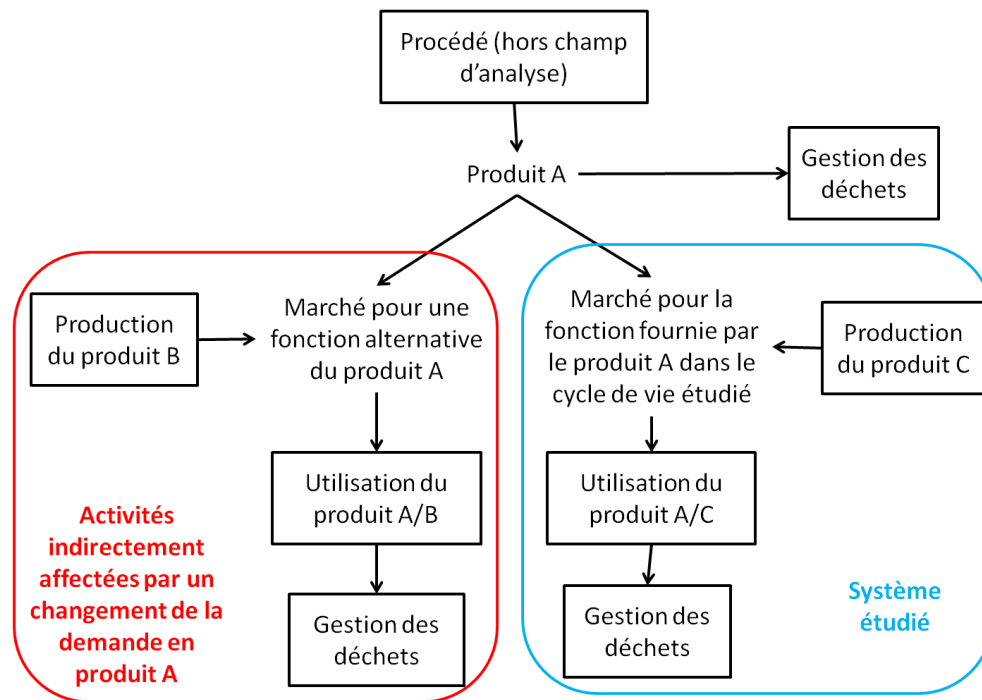 Procédé (hors champ
d'analyse)
Produit A
Gestion des
déchets
Marché pour une
fonction alternative
du produit A
Production
du produit B
Marché pour la
fonction fournie par
le produit A dans le
cycle de vie étudié
Production
du produit C
Utilisation du
produit A/B
Utilisation du
produit A/C
Activités
indirectement
affectées par un
changement de la
demande en
produit A
Gestion des
déchets
Gestion des
déchets
Système
étudié